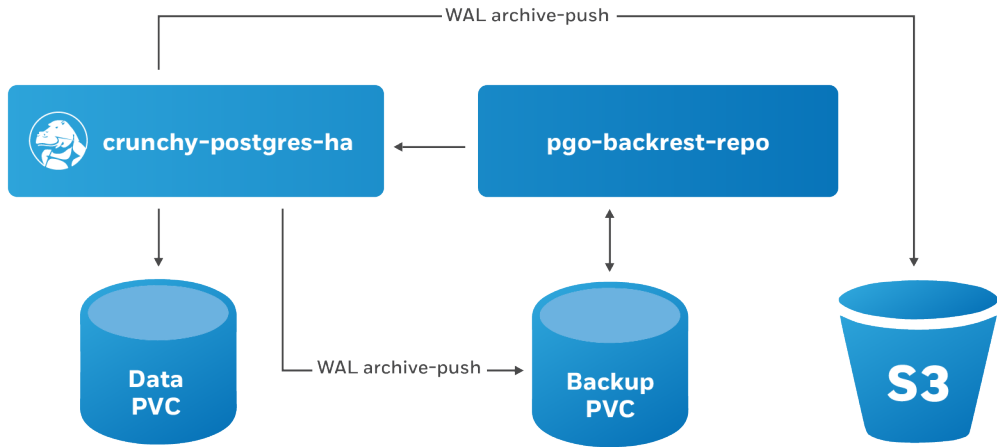 WAL archive-push
crunchy-postgres-ha
pgo-backrest-repo
WAL archive-push
Data
PVC
Backup
PVC
S3